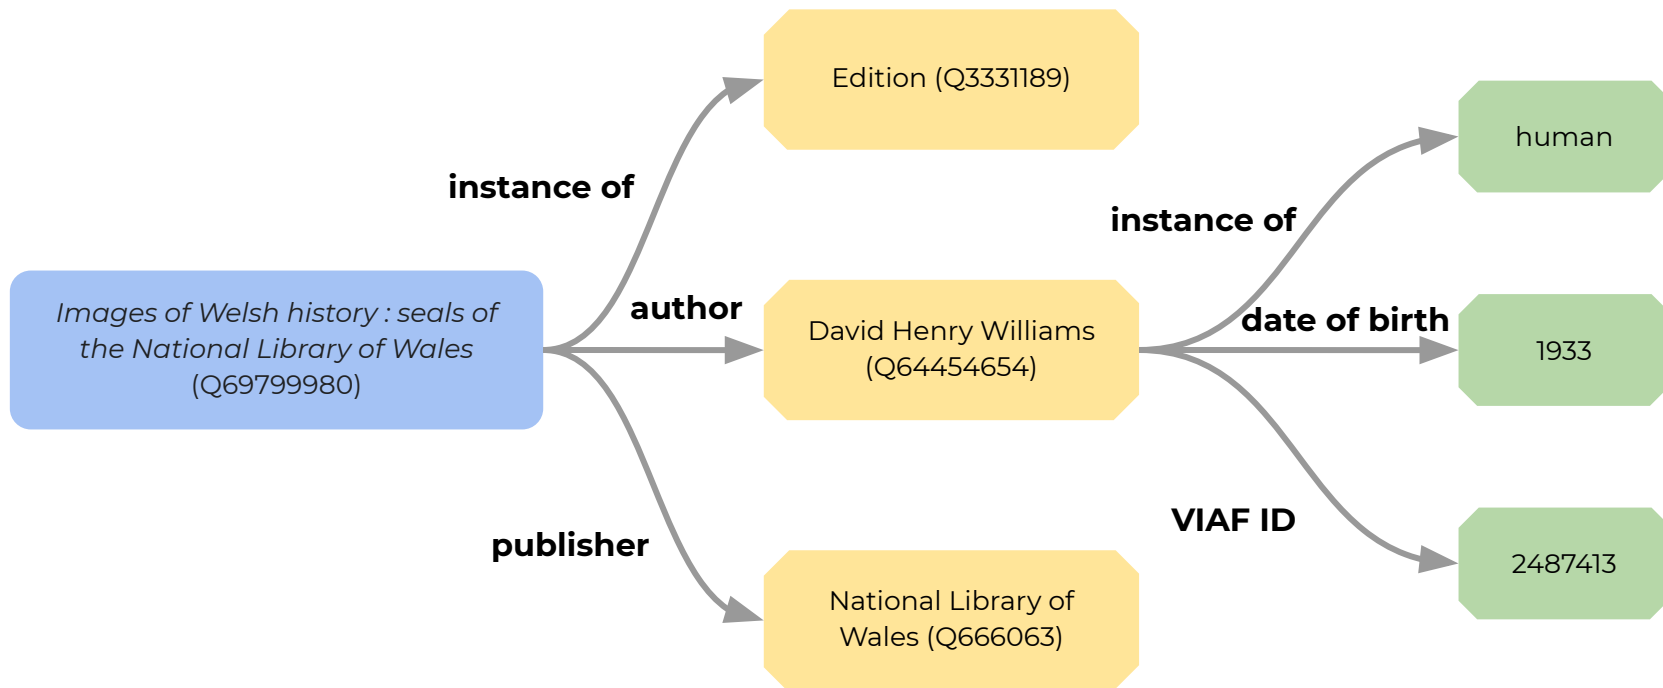 Edition (Q3331189)
instance of
human
instance of
Images of Welsh history : seals of
the National Library of Wales
(Q69799980)
author
David Henry Williams
(Q64454654)
date of birth
1933
publisher
VIAF ID
2487413
National Library of
Wales (Q666063)